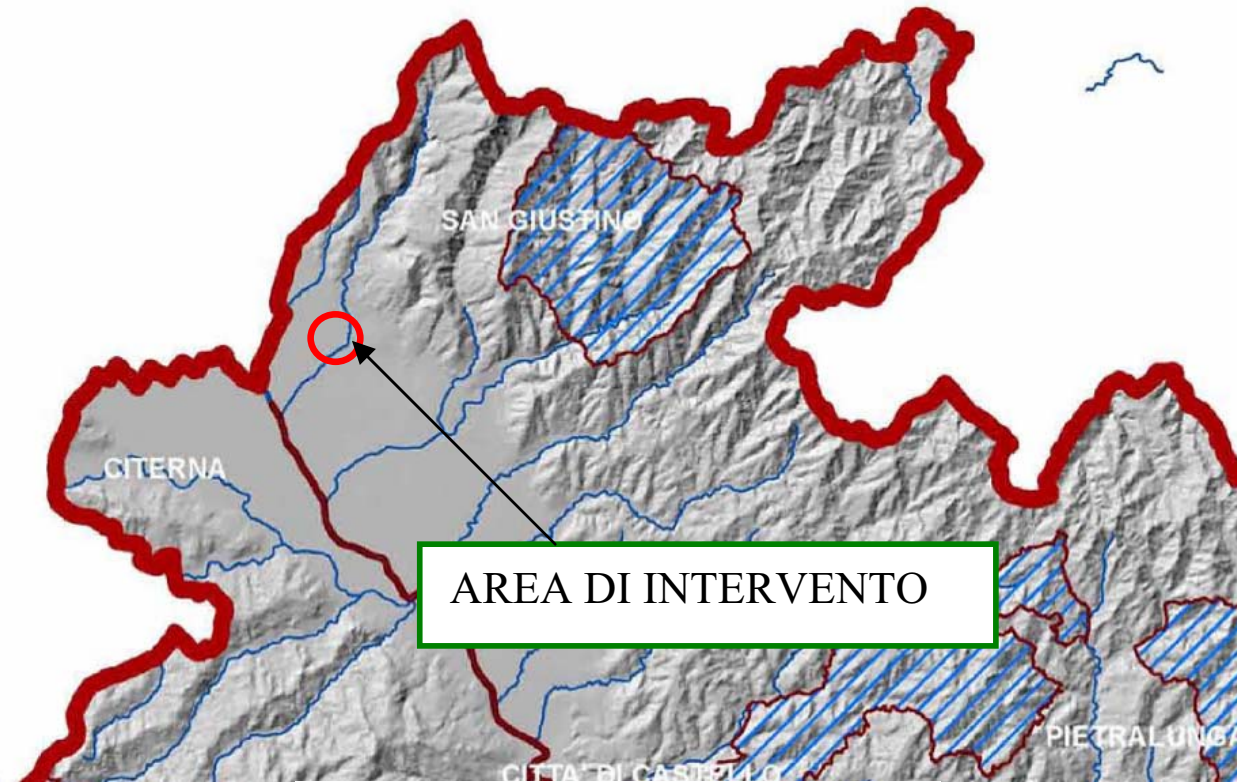 SAN GIUSTINO
CITERNA
AREA DI INTERVENTO
PIETRALUNGA
CITTA' DI CASTELLO